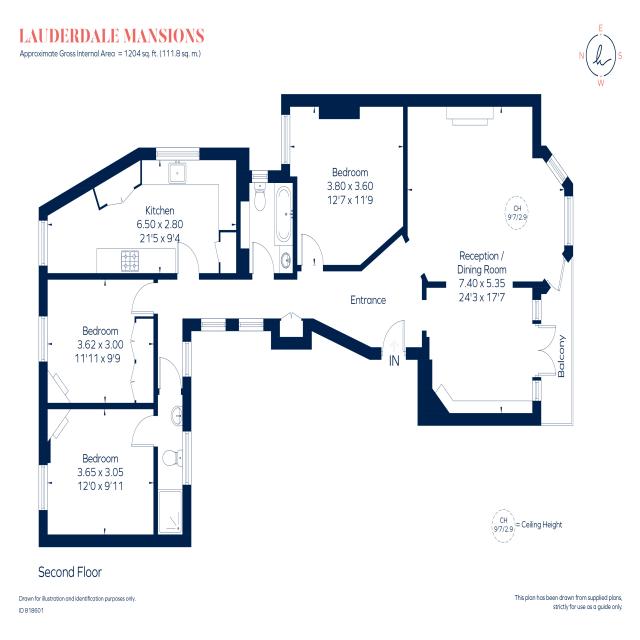 LAUDERDALE MANSIONS
Approximate Gross Internal Area = 1204 sq. ft. (111.8 sq. m.)
E
N
S
W
h
Bedroom
3.80 x 3.60
12'7 x 11'9
Kitchen
6.50 x 2.80
21'5 x 9'4
CH
9'7/2.9
Reception /
Dining Room
7.40 x 5.35
24'3 x 17'7
Entrance
IN
Balcony
Bedroom
3.62 x 3.00
11'11 x 9'9
Bedroom
3.65 x 3.05
12'0 x 9'11
CH
9'7/2.9
= Ceiling Height
Second Floor
Drawn for illustration and identification purposes only.
ID 818601
This plan has been drawn from supplied plans,
strictly for use as a guide only.